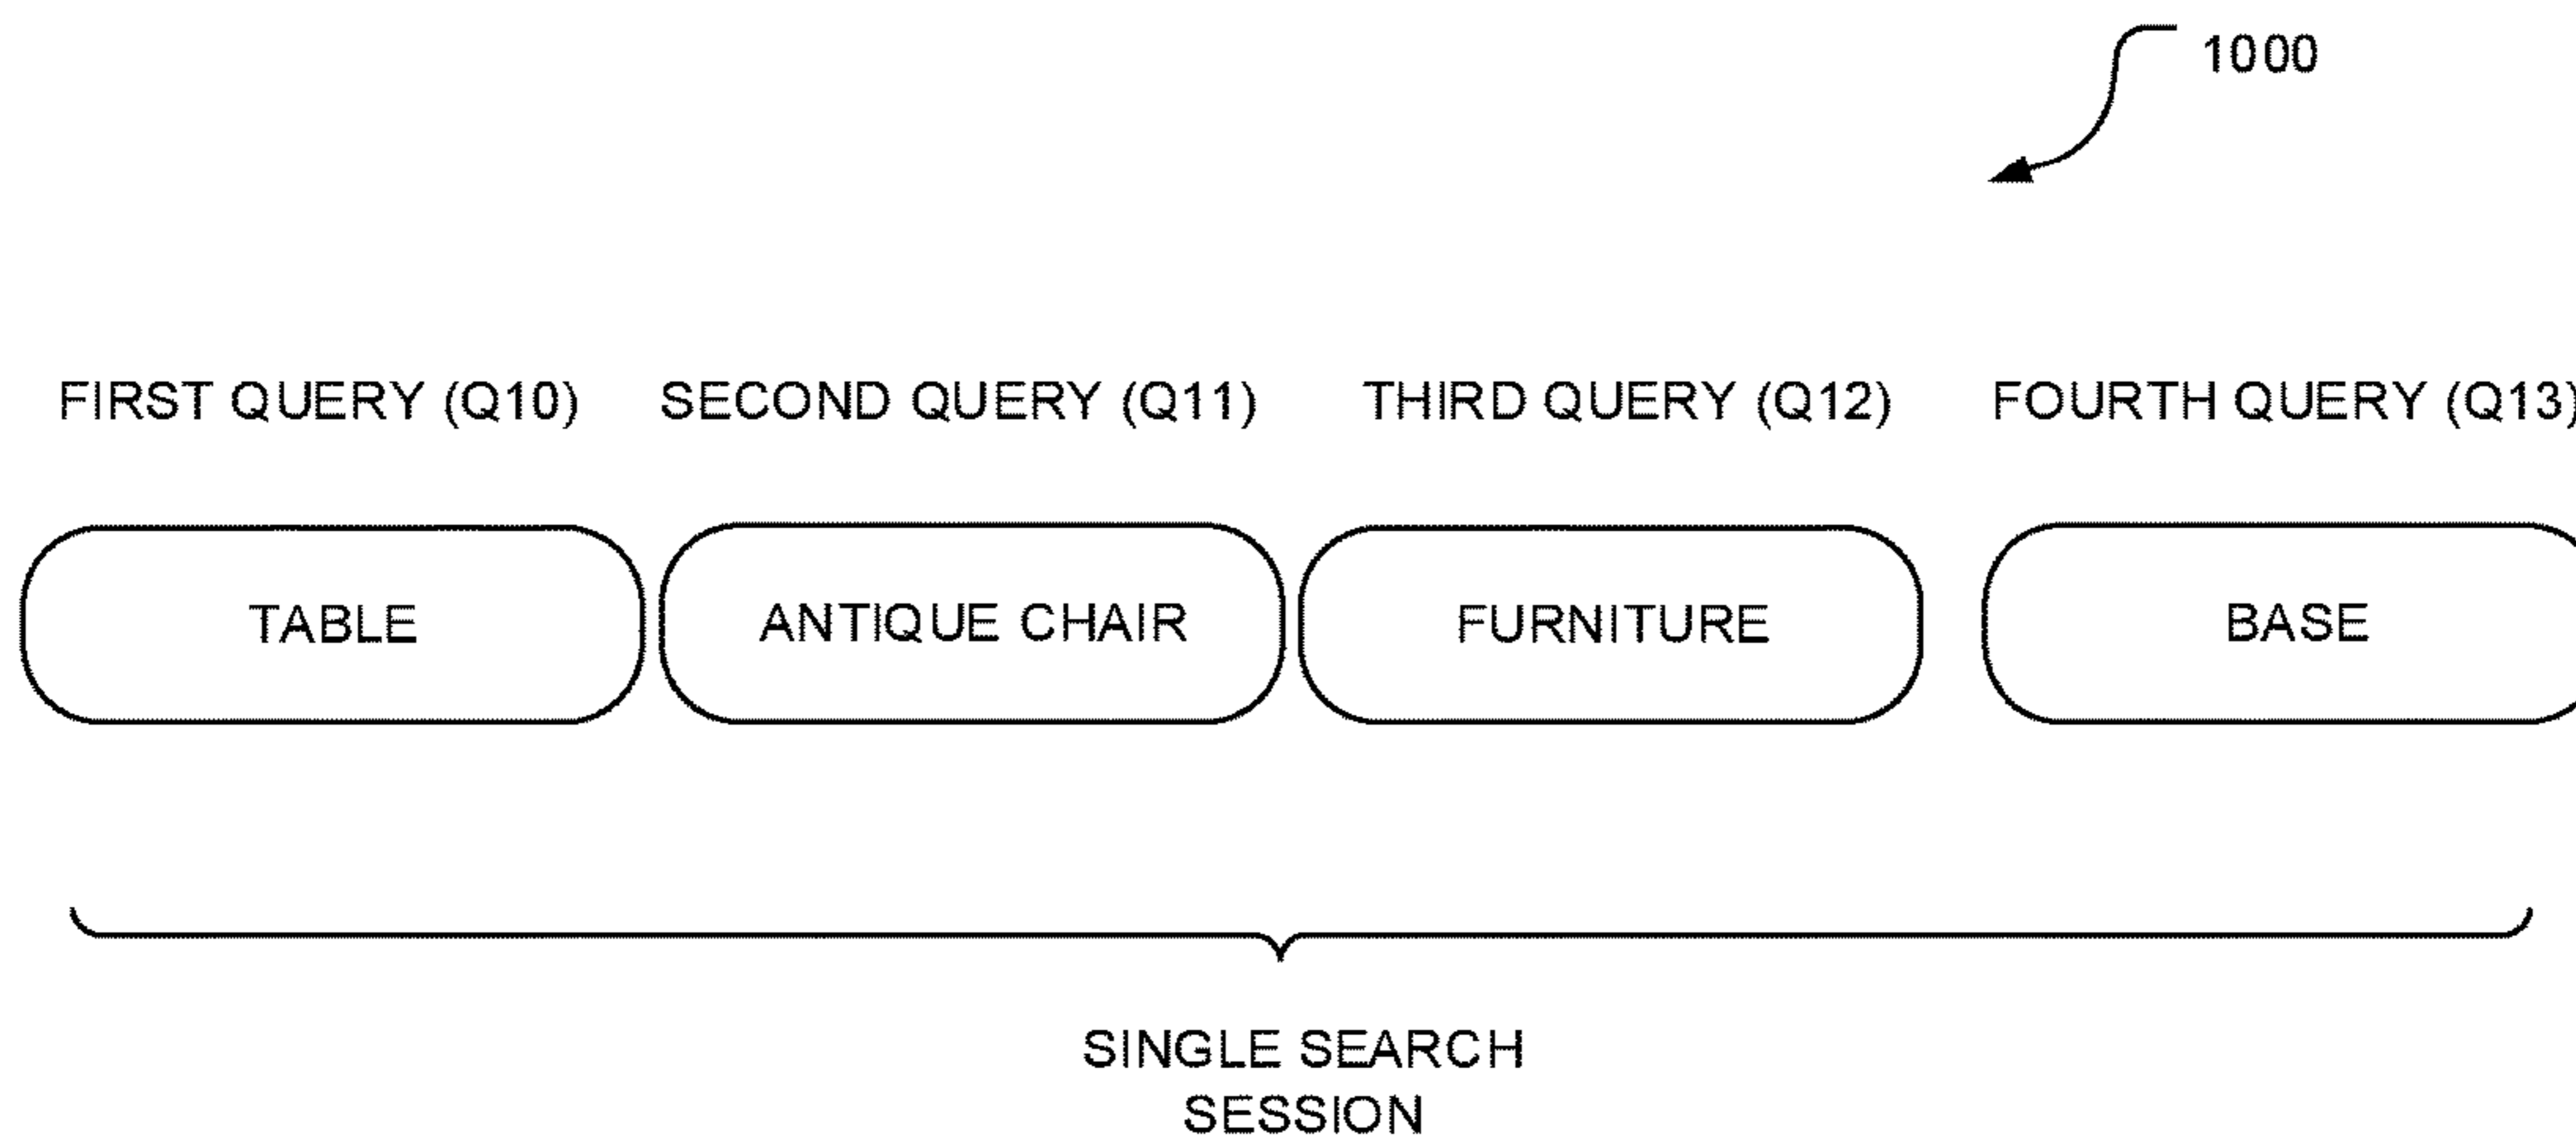 1000
FIRST QUERY (Q10) SECOND QUERY (Q11) THIRD QUERY (Q12) FOURTH QUERY (Q13)
TABLE ANTIQUE CHAIR FURNITURE BASE
SINGLE SEARCH
SESSION